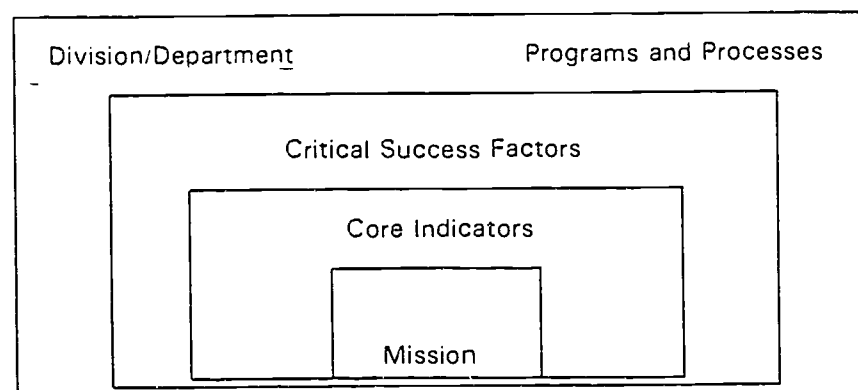 Division/Department Programs and Processes
Critical Success Factors
Core Indicators
Mission